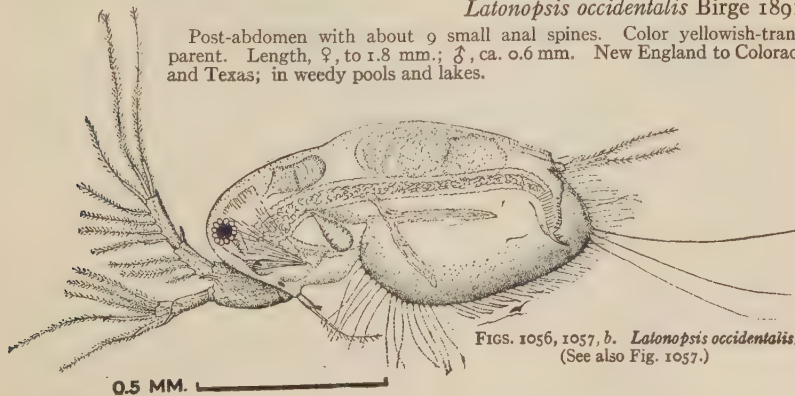 Latonopsis occidentalis Birge 1891
Post-abdomen with about 9 small anal spines. Color yellowish-tran
parent. Length, ♀, to 1.8 mm.; ♂, ca. 0.6 mm. New England to Colorad
and Texas; in weedy pools and lakes.
FIGS. 1056, 1057, b. Latonopsis occidentalis
(See also Fig. 1057.)
0.5 MM.